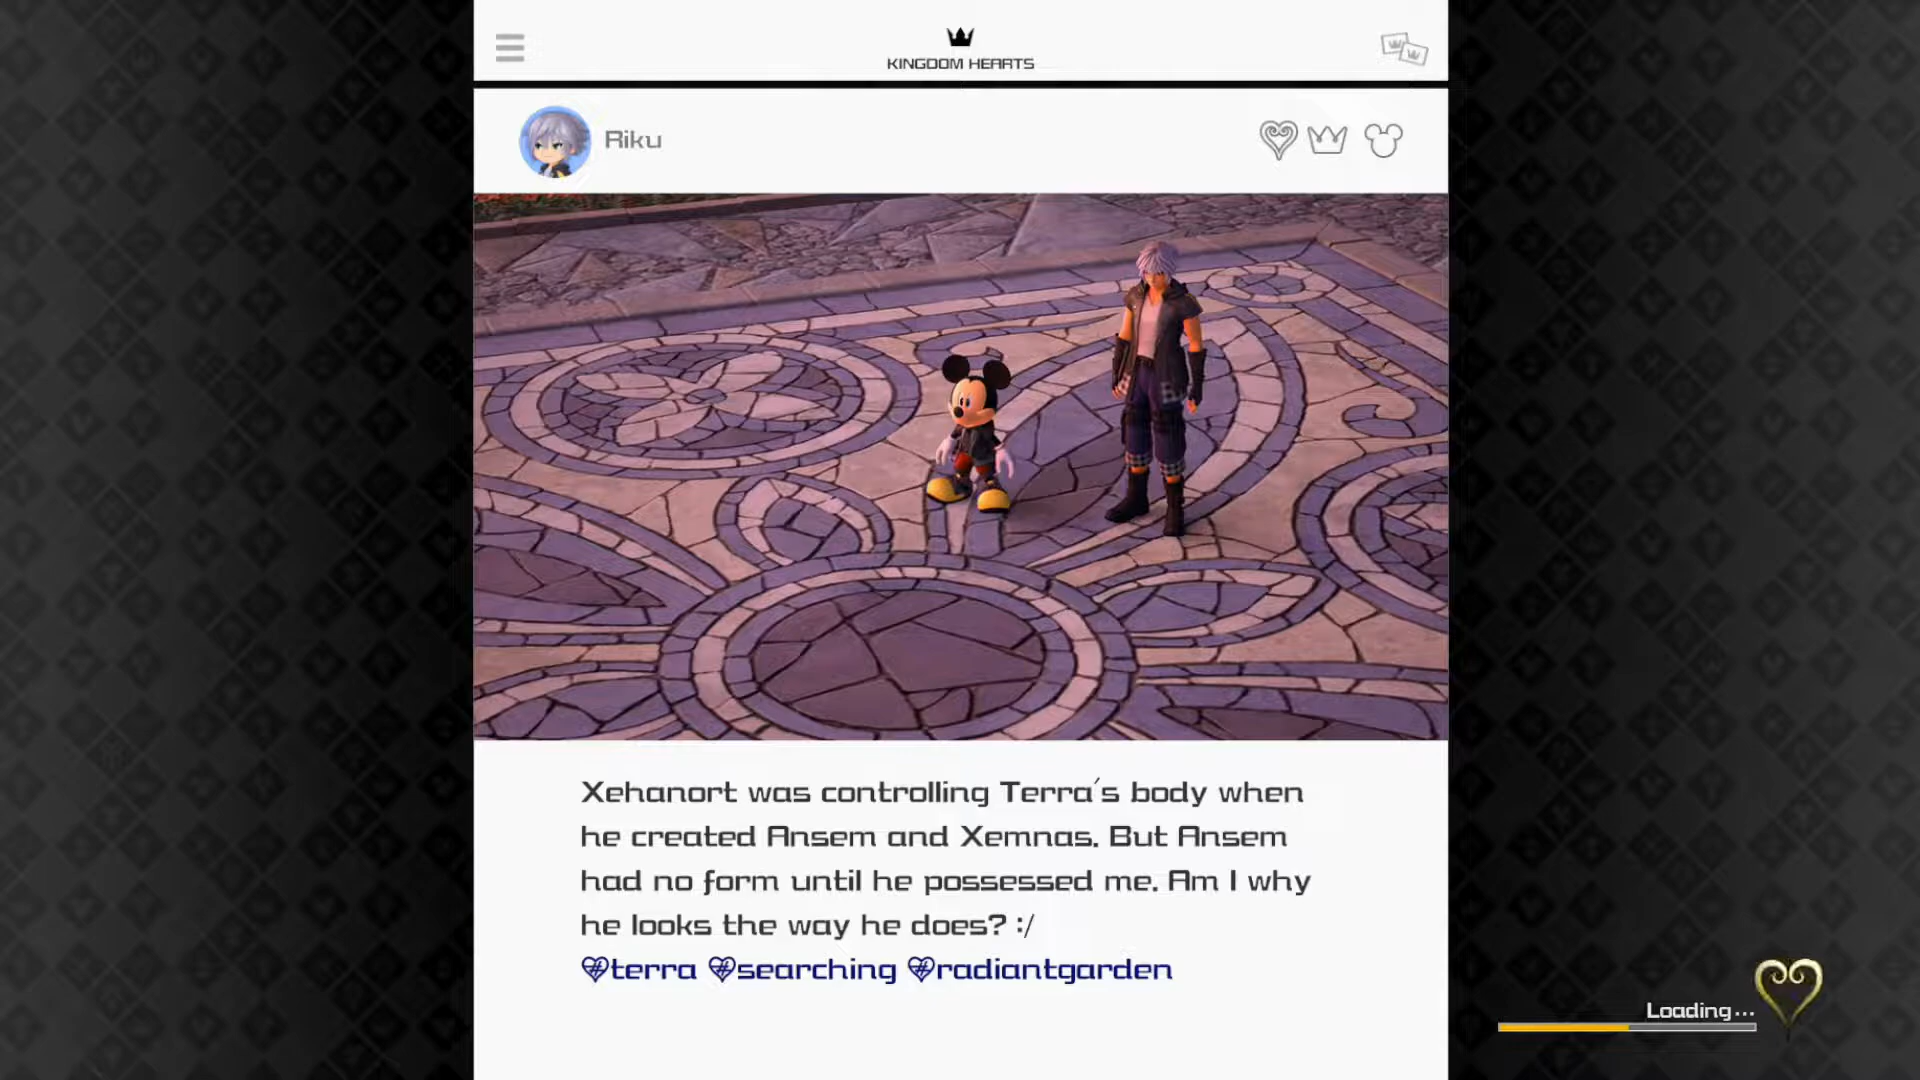 KINGDOM HEARTS
Riku
Xehanort was controlling Terra's body when
he created Ansem and Xemnas. But Ansem
had no form until he possessed me. Am I why
he looks the way he does? :/
#terra #searching #radiantgarden
Loading...